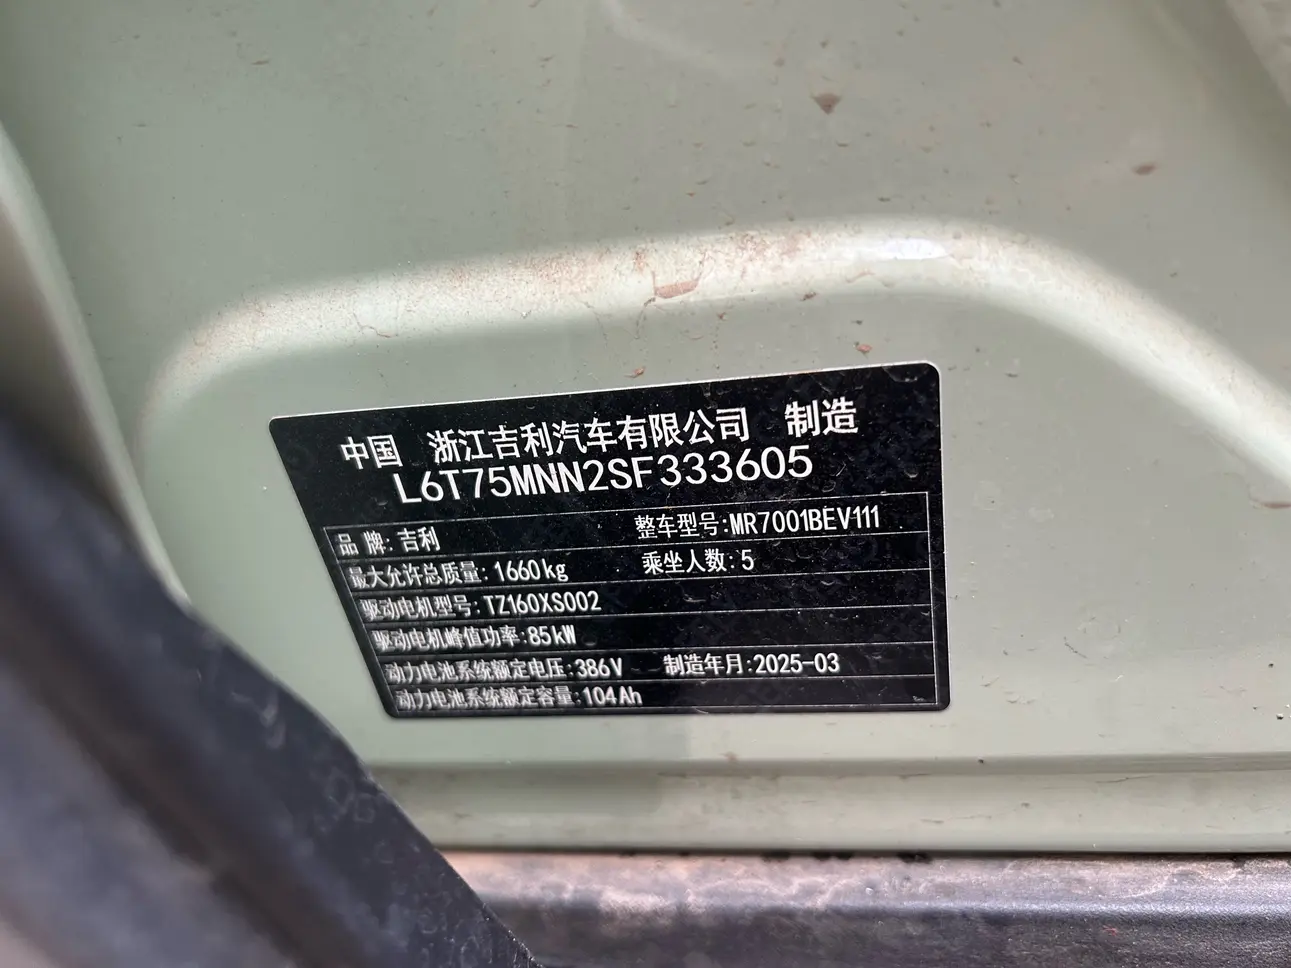 中国 浙江吉利汽车有限公司 制造
L6T75MNN2SF333605
品 牌: 吉利 整车型号:MR7001BEV111
最大允许总质量: 1660kg 乘坐人数: 5
驱动电机型号: TZ160XS002
驱动电机峰值功率: 85kW
动力电池系统额定电压: 386V 制造年月: 2025-03
动力电池系统额定容量: 104Ah